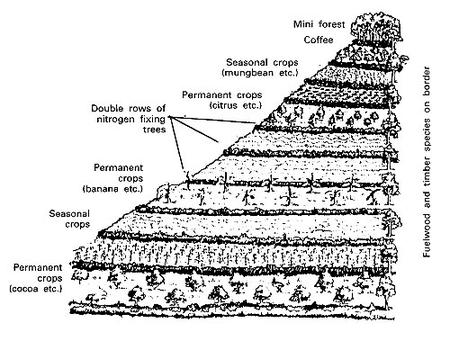 Mini forest
Coffee
Seasonal crops
(mungbean etc.)
Permanent crops
(citrus etc.)
Double rows of
nitrogen fixing
trees
Permanent
crops
(banana etc.)
Seasonal
crops
Permanent
crops
(cocoa etc.)
Fuelwood and timber species on border